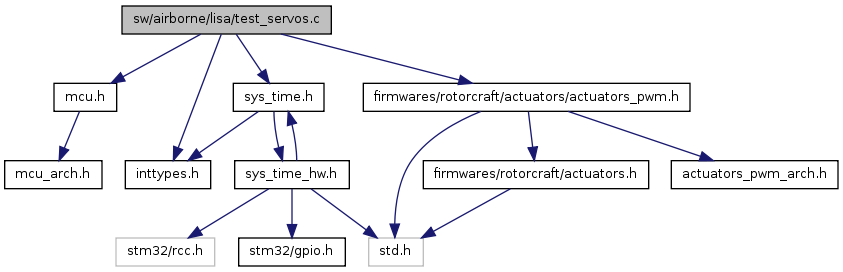 sw/airborne/lisa/test_servos.c
mcu.h
sys_time.h
firmwares/rotorcraft/actuators/actuators_pwm.h
mcu_arch.h
inttypes.h
sys_time_hw.h
firmwares/rotorcraft/actuators.h
actuators_pwm_arch.h
stm32/rcc.h
stm32/gpio.h
std.h